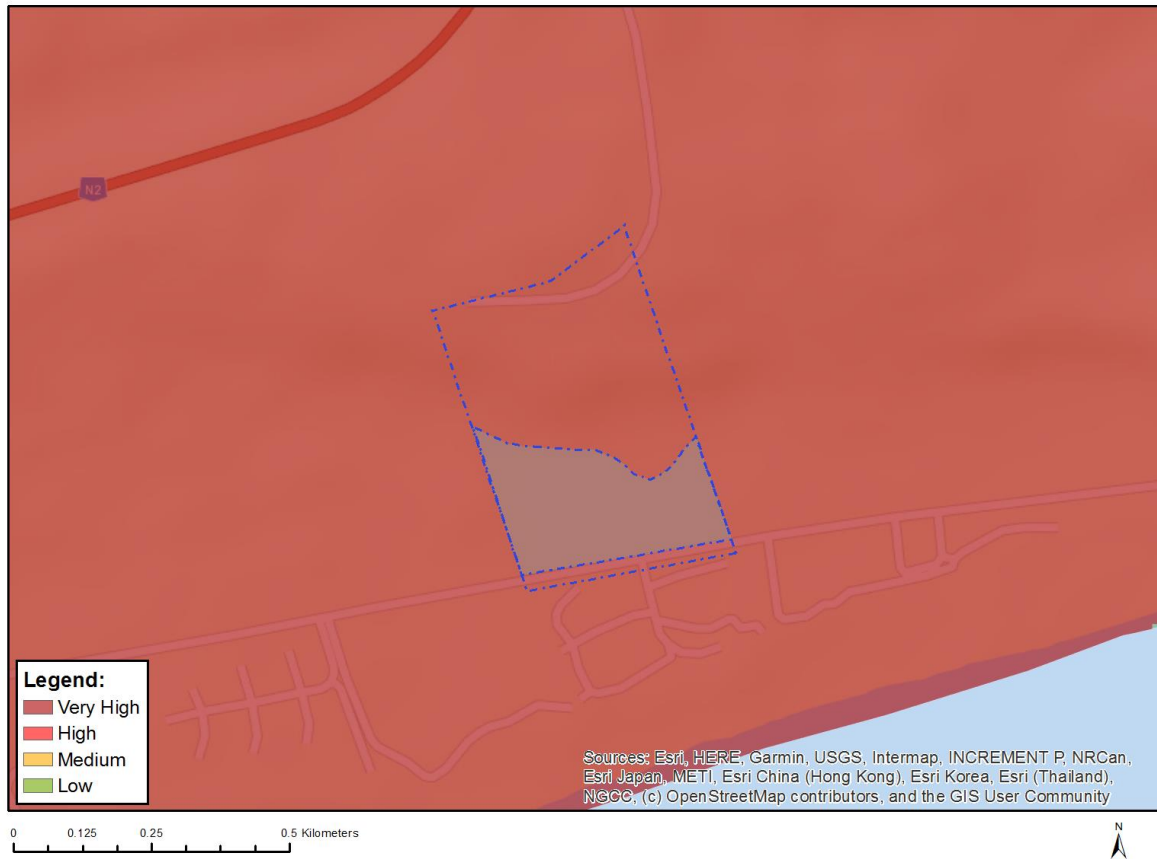 N2
Legend:
Very High
High
Medium
Low
Sources: Esri, HERE, Garmin, USGS, Intermap, INCREMENT P, NRCan,
Esri Japan, METI, Esri China (Hong Kong), Esri Korea, Esri (Thailand),
NGCC, (c) OpenStreetMap contributors, and the GIS User Community
0 0.125 0.25 0.5 Kilometers
N